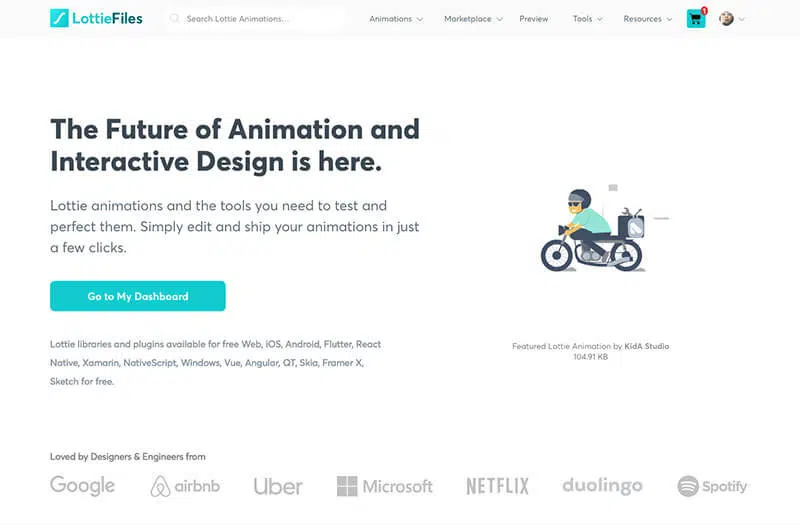 LottieFiles
Search Lottie Animations...
Animations
Marketplace
Preview
Tools
Resources
1
The Future of Animation and
Interactive Design is here.
Lottie animations and the tools you need to test and
perfect them. Simply edit and ship your animations in just
a few clicks.
Go to My Dashboard
Lottie libraries and plugins available for free Web, iOS, Android, Flutter, React
Native, Xamarin, NativeScript, Windows, Vue, Angular, QT, Skia, Framer X,
Sketch for free.
Featured Lottie Animation by KidA Studio
104.91 KB
Loved by Designers & Engineers from
Google
airbnb
Uber
Microsoft
NETFLIX
duolingo
Spotify